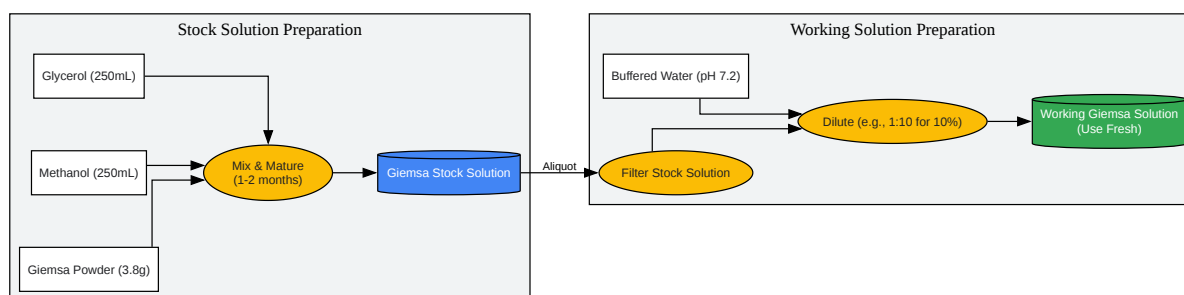 Stock Solution Preparation
Glycerol (250mL)
Methanol (250mL)
Giemsa Powder (3.8g)
Mix & Mature
(1-2 months)
Giemsa Stock Solution
Aliquot
Working Solution Preparation
Buffered Water (pH 7.2)
Filter Stock Solution
Dilute (e.g., 1:10 for 10%)
Working Giemsa Solution
(Use Fresh)